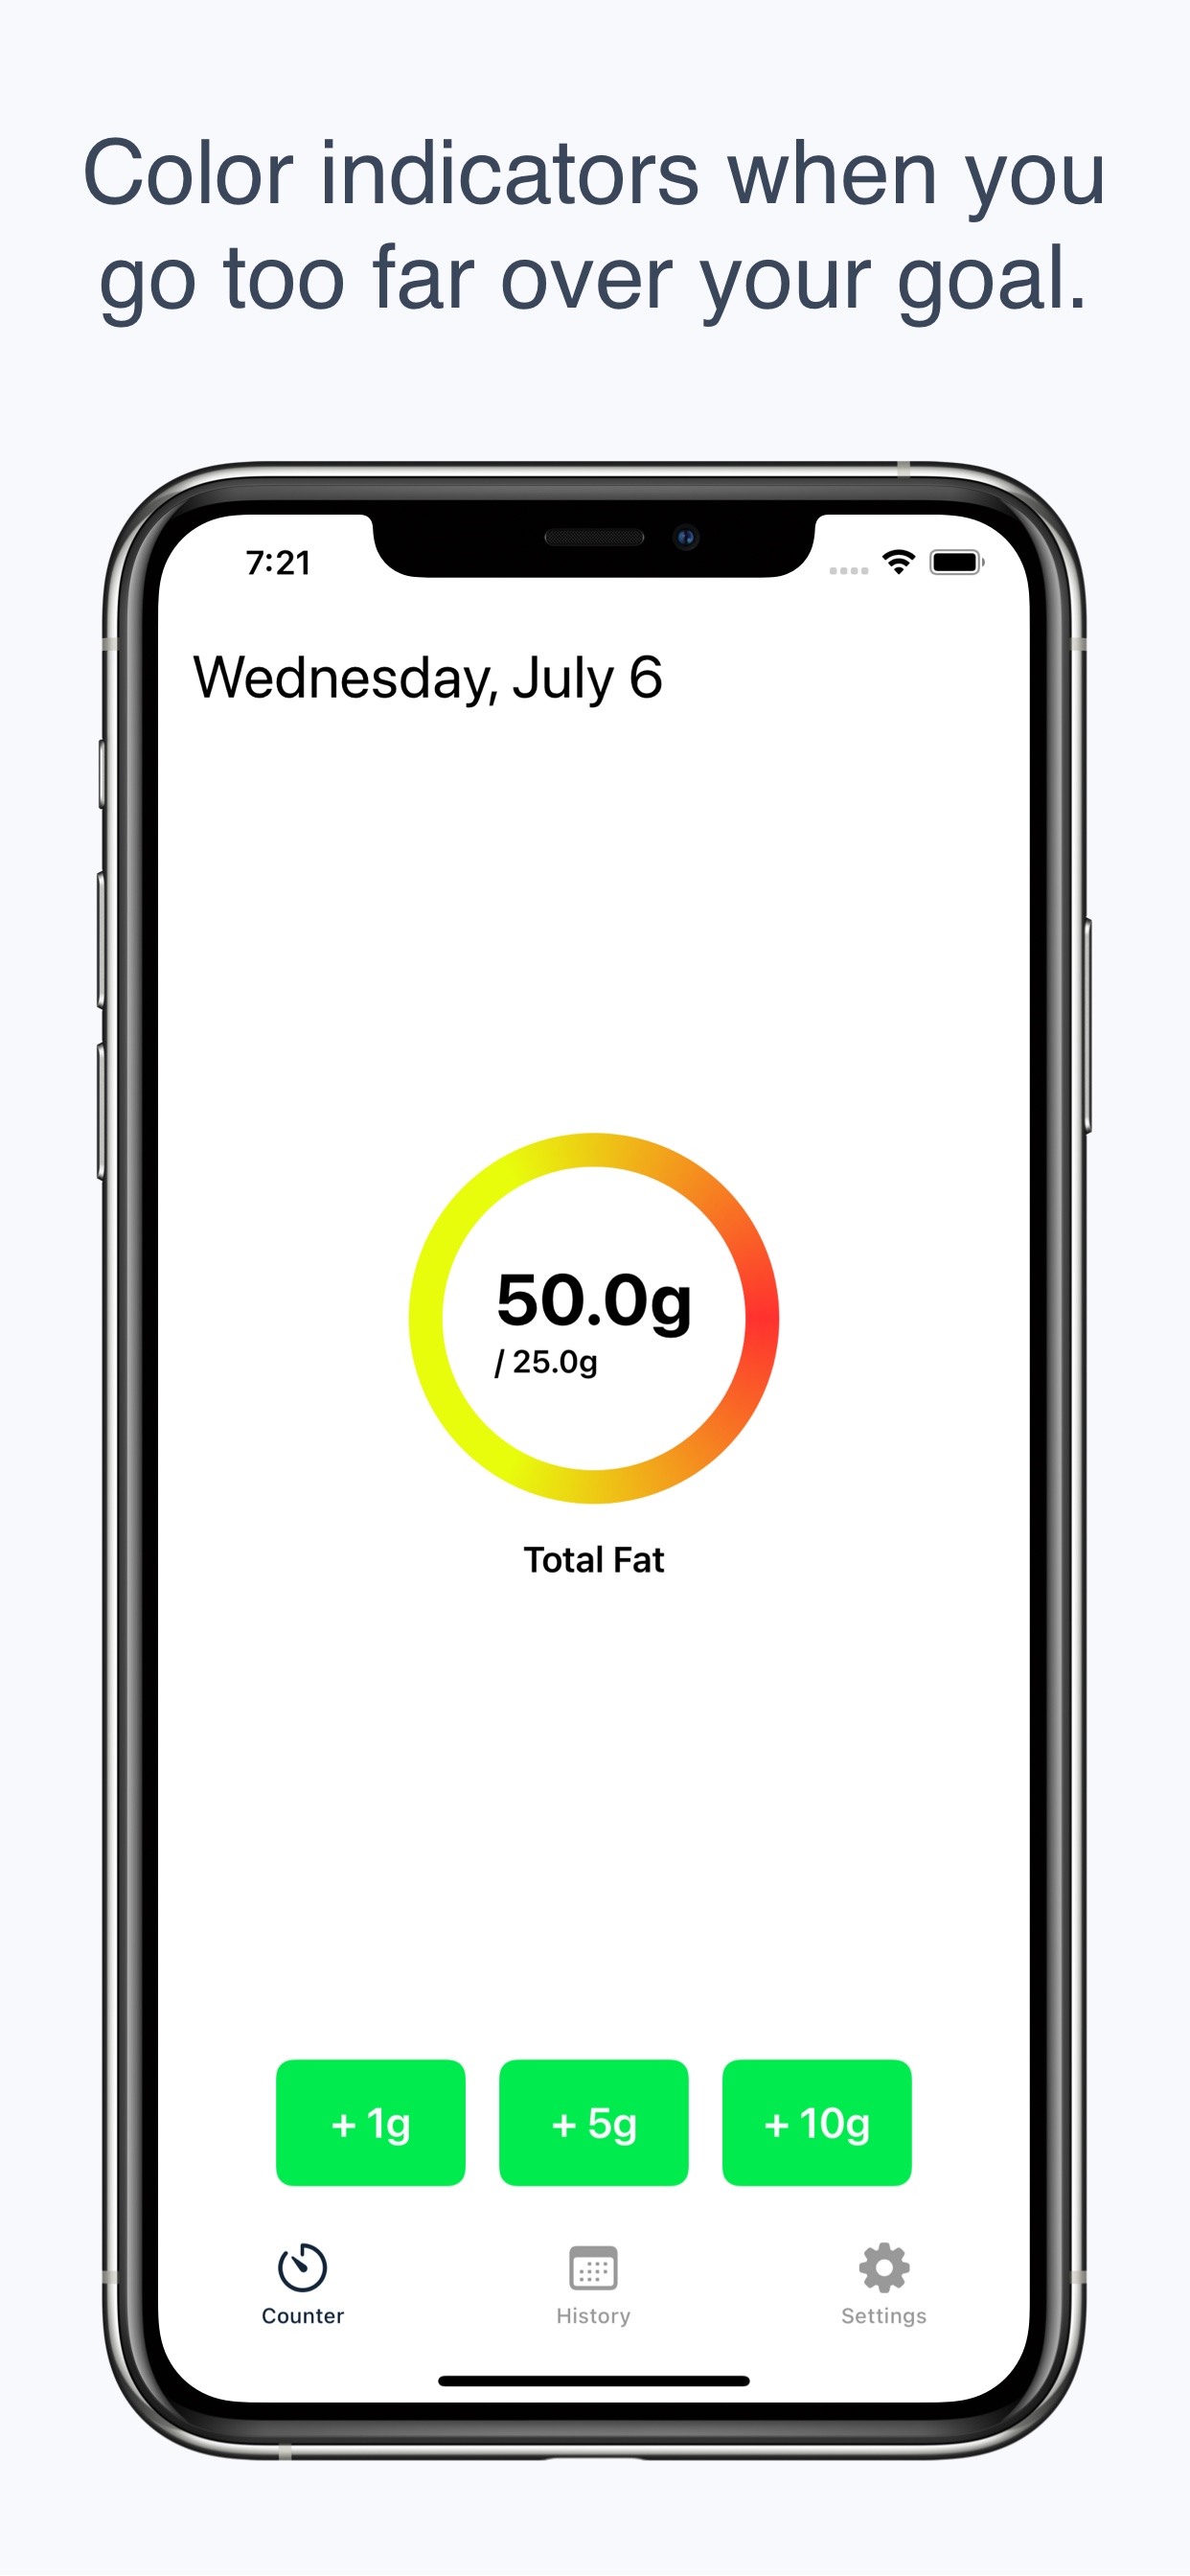 Color indicators when you
go too far over your goal.
7:21
Wednesday, July 6
50.0g
/ 25.0g
Total Fat
+ 1g
+ 5g
+ 10g
Counter
History
Settings